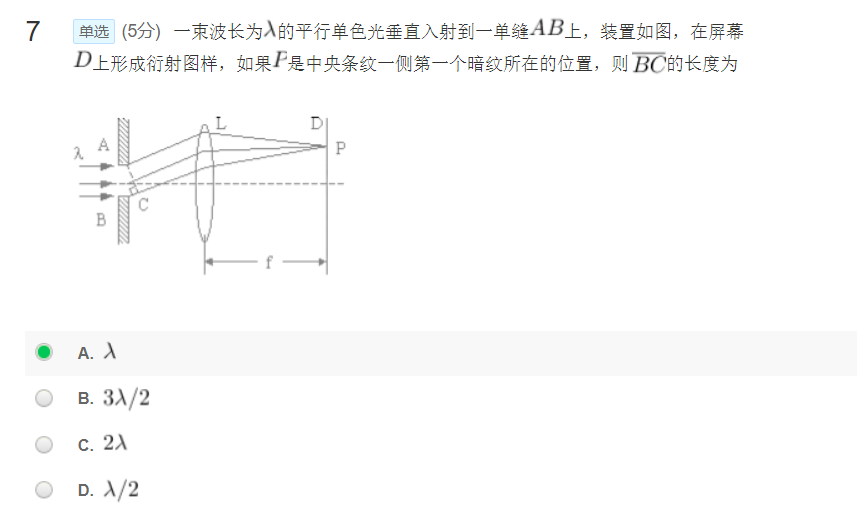 7 单选 (5分) 一束波长为λ的平行单色光垂直入射到一单缝AB上，装置如图，在屏幕
D上形成衍射图样，如果P是中央条纹一侧第一个暗纹所在的位置，则BC的长度为
L D
λ A P
C
B
f
A. λ
B. 3λ/2
C. 2λ
D. λ/2